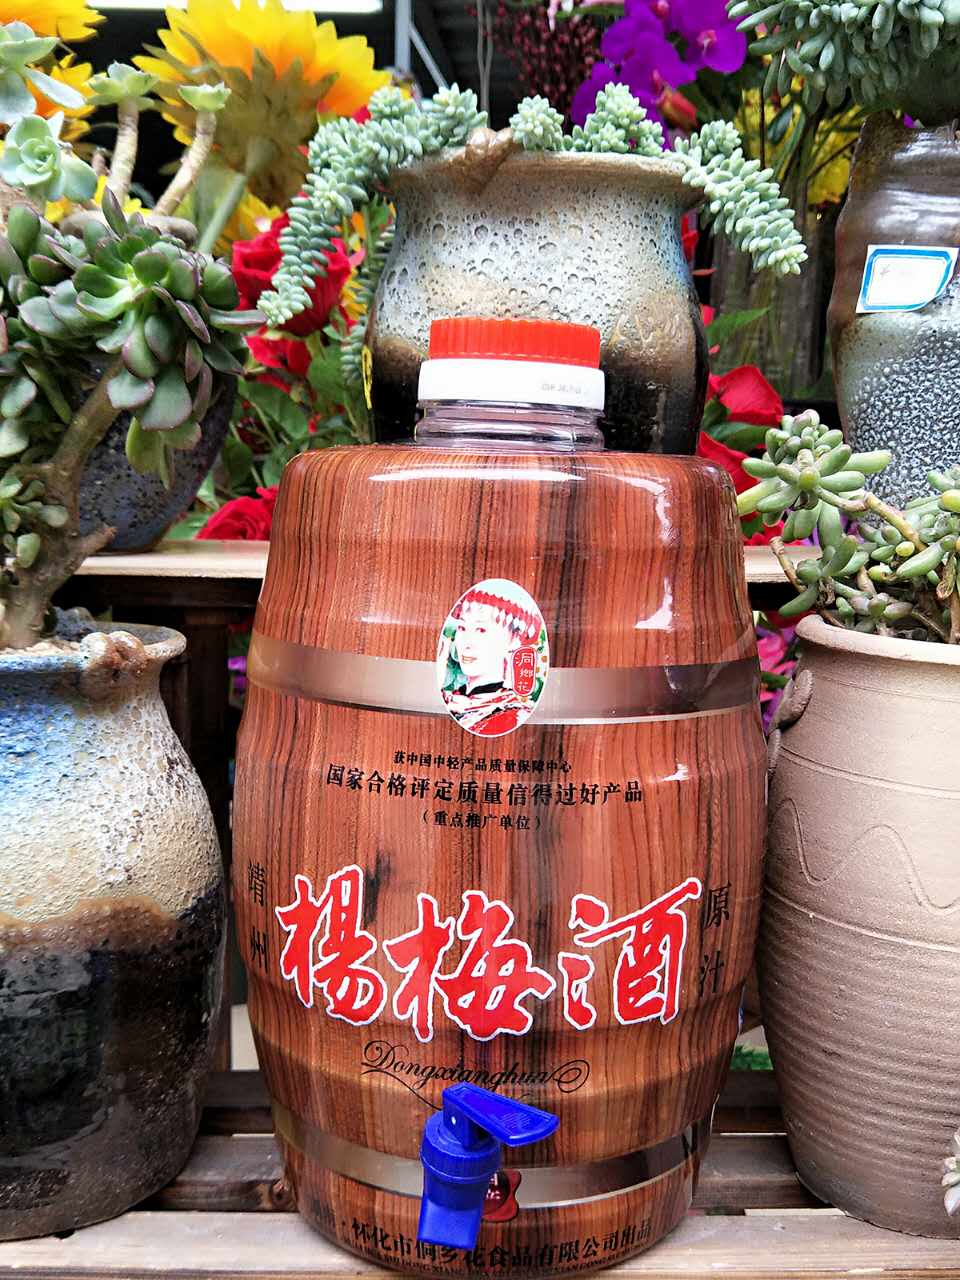 洞
鄉
花
获中国中轻产品质量保障中心
国家合格评定质量信得过好产品
(重点推广单位)
靖州
楊梅酒
原汁
Dongxianghua
怀化市侗乡花食品有限公司出品